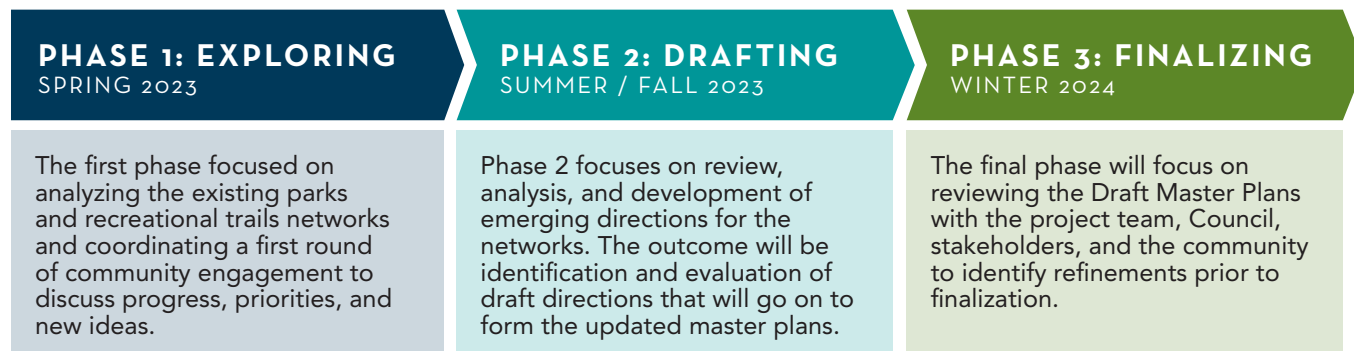 PHASE 1: EXPLORING
SPRING 2023
The first phase focused on
analyzing the existing parks
and recreational trails networks
and coordinating a first round
of community engagement to
discuss progress, priorities, and
new ideas.
PHASE 2: DRAFTING
SUMMER / FALL 2023
Phase 2 focuses on review,
analysis, and development of
emerging directions for the
networks. The outcome will be
identification and evaluation of
draft directions that will go on to
form the updated master plans.
PHASE 3: FINALIZING
WINTER 2024
The final phase will focus on
reviewing the Draft Master Plans
with the project team, Council,
stakeholders, and the community
to identify refinements prior to
finalization.